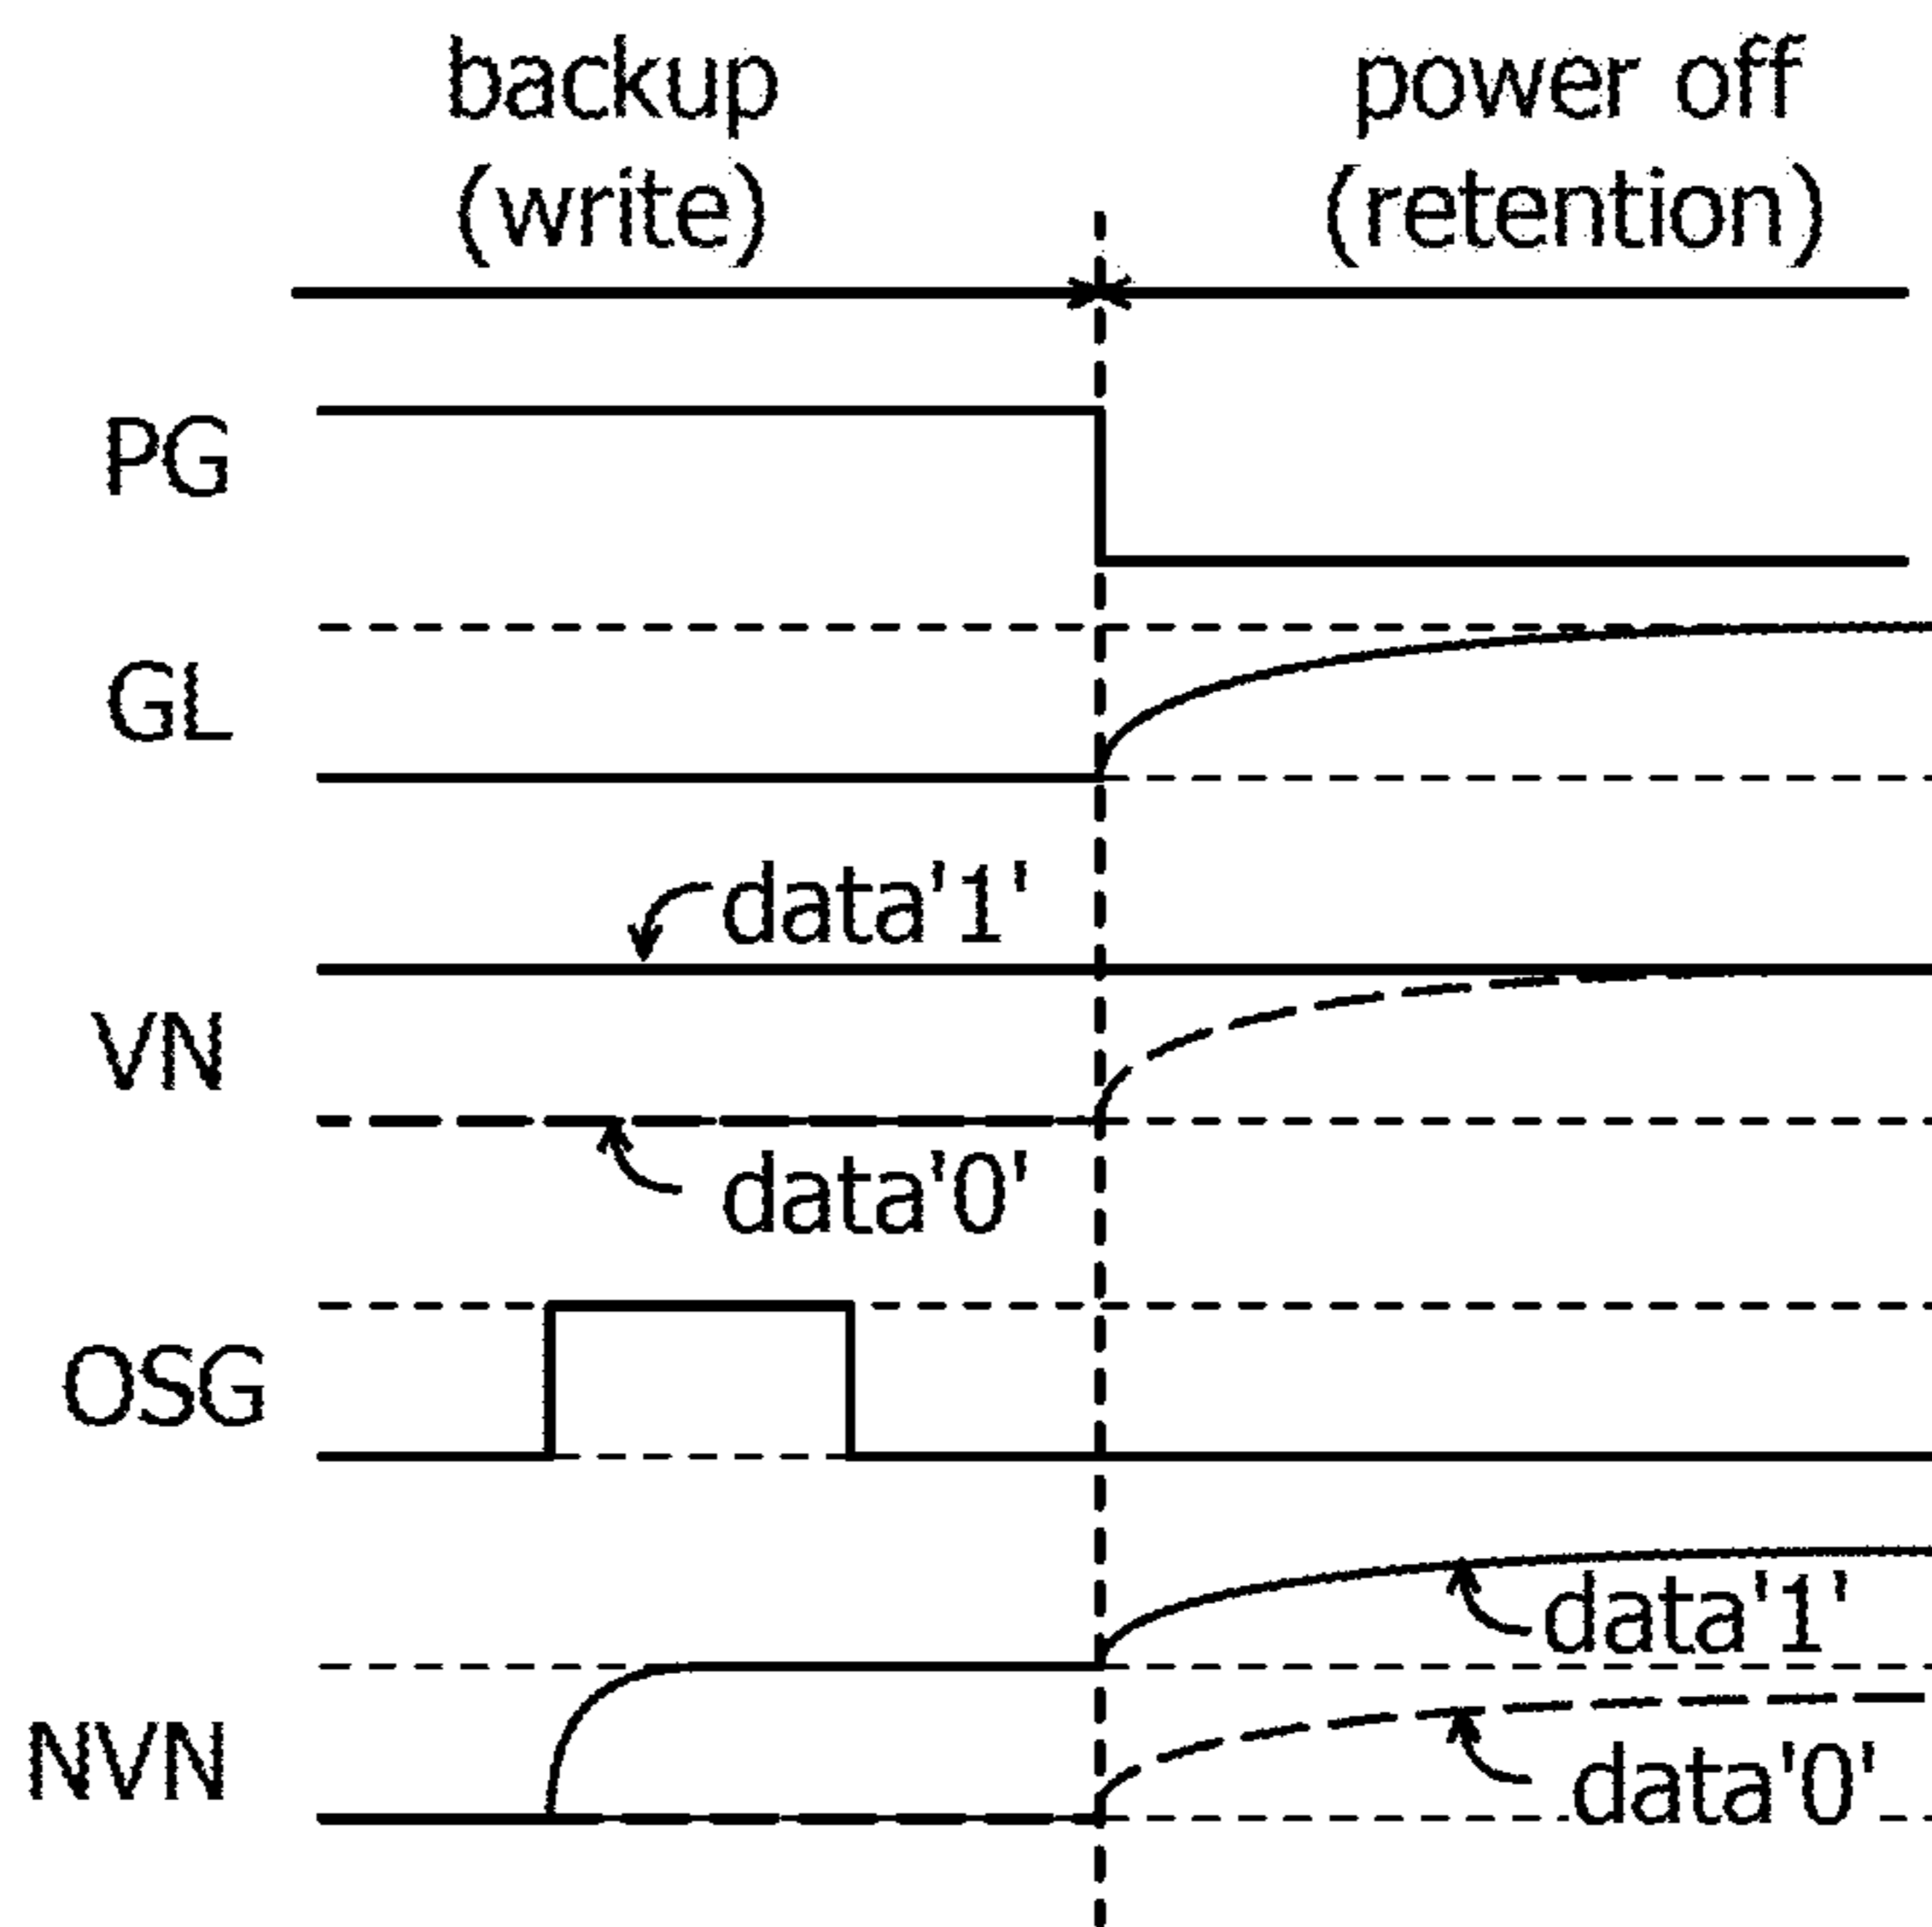 backup
(write)
power off
(retention)
PG
GL
data'1'
VN
data'0'
OSG
data'1'
NVN
data'0'